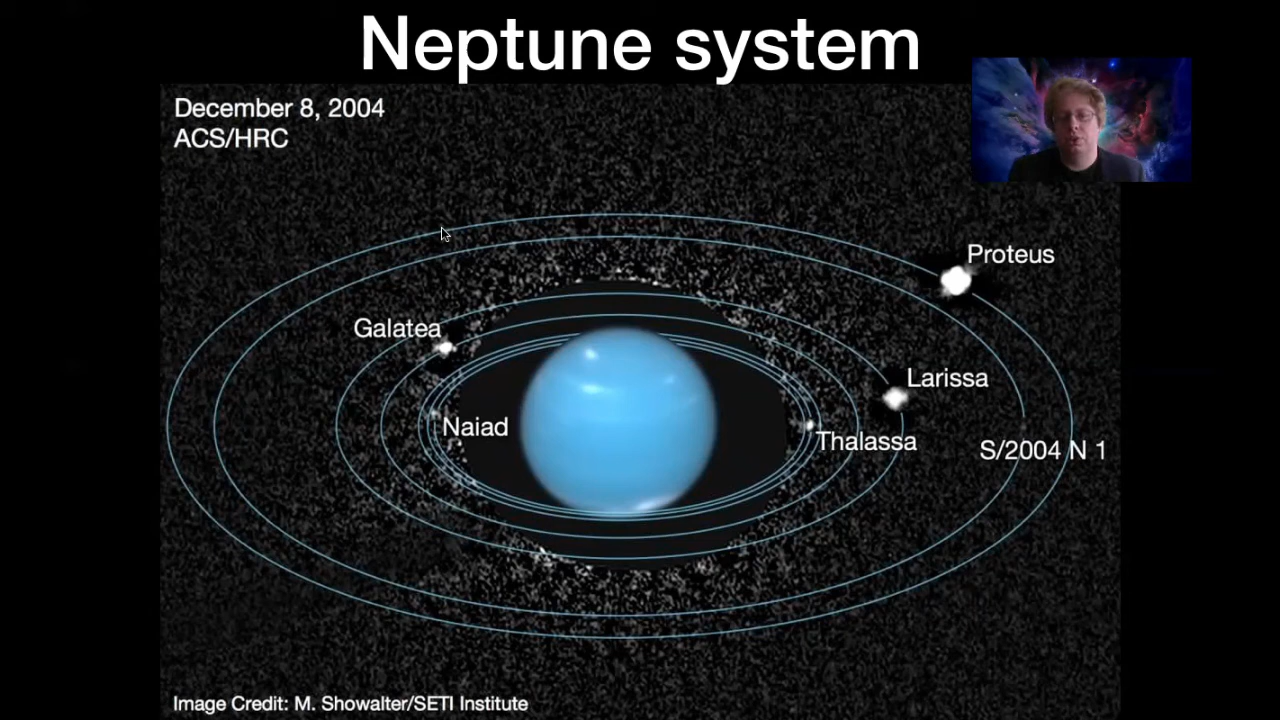 Neptune system
December 8, 2004
ACS/HRC
Proteus
Galatea
Larissa
Naiad
Thalassa
S/2004 N 1
Image Credit: M. Showalter/SETI Institute